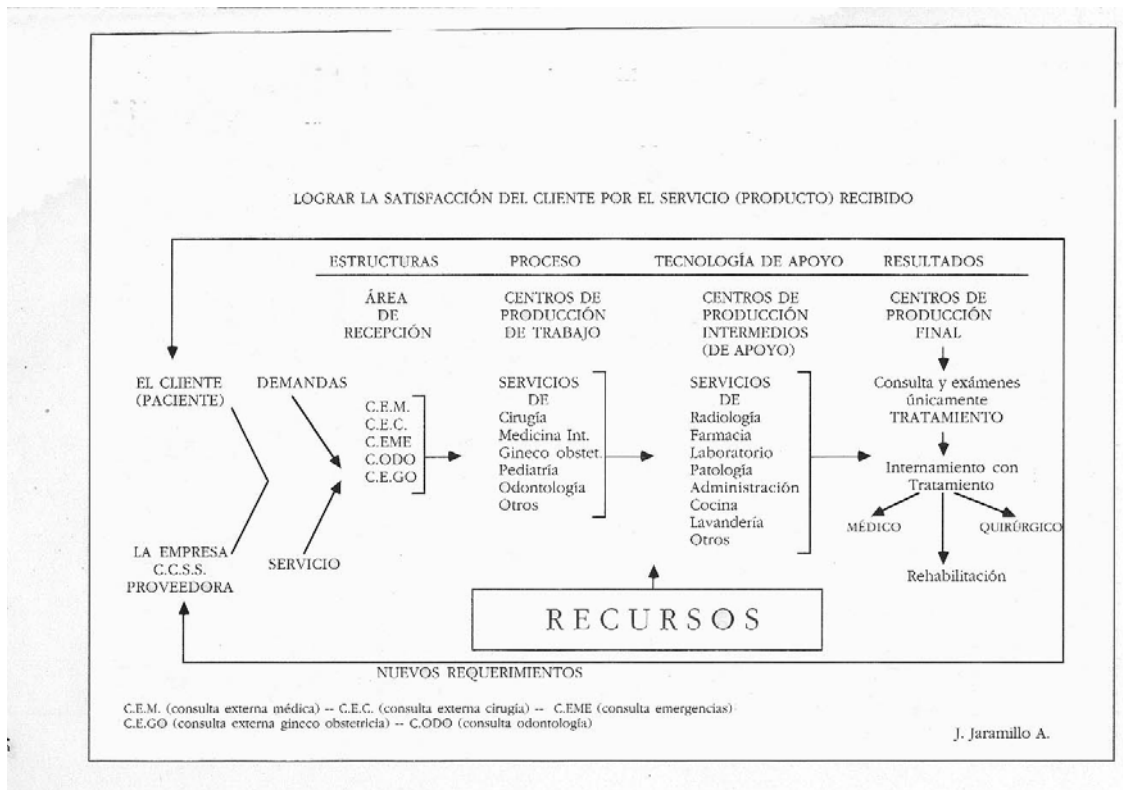 LOGRAR LA SATISFACCIÓN DEL CLIENTE POR EL SERVICIO (PRODUCTO) RECIBIDO
ESTRUCTURAS
PROCESO
TECNOLOGÍA DE APOYO
RESULTADOS
ÁREA
DE
RECEPCIÓN
CENTROS DE
PRODUCCIÓN
DE TRABAJO
CENTROS DE
PRODUCCIÓN
INTERMEDIOS
(DE APOYO)
CENTROS DE
PRODUCCIÓN
FINAL
EL CLIENTE
(PACIENTE)
DEMANDAS
C.E.M.
C.E.C.
C.EME
C.ODO
C.E.GO
SERVICIOS
DE
Cirugía
Medicina Int.
Gineco obstet.
Pediatría
Odontología
Otros
SERVICIOS
DE
Radiología
Farmacia
Laboratorio
Patología
Administración
Cocina
Lavandería
Otros
Consulta y exámenes
únicamente
TRATAMIENTO
Internamiento con
Tratamiento
MÉDICO
QUIRÚRGICO
Rehabilitación
LA EMPRESA
C.C.S.S.
PROVEEDORA
SERVICIO
RECURSOS
NUEVOS REQUERIMIENTOS
C.E.M. (consulta externa médica) -- C.E.C. (consulta externa cirugía) -- C.EME (consulta emergencias)
C.E.GO (consulta externa gineco obstetricia) -- C.ODO (consulta odontología)
J. Jaramillo A.